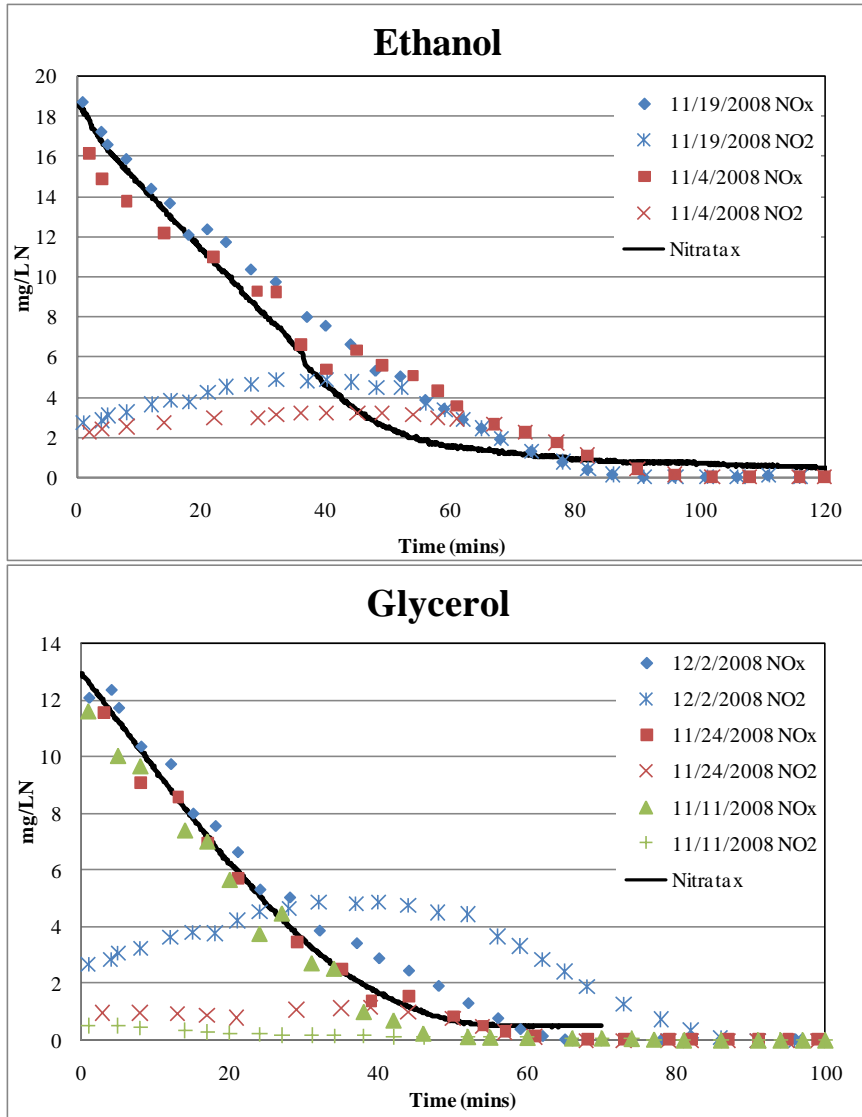 Ethanol
20
18
16
14
12
10
8
6
4
2
0
mg/L N
0 20 40 60 80 100 120
Time (mins)
11/19/2008 NOx
11/19/2008 NO2
11/4/2008 NOx
11/4/2008 NO2
Nitratax
Glycerol
14
12
10
8
6
4
2
0
mg/LN
0 20 40 60 80 100
Time (mins)
12/2/2008 NOx
12/2/2008 NO2
11/24/2008 NOx
11/24/2008 NO2
11/11/2008 NOx
11/11/2008 NO2
Nitratax